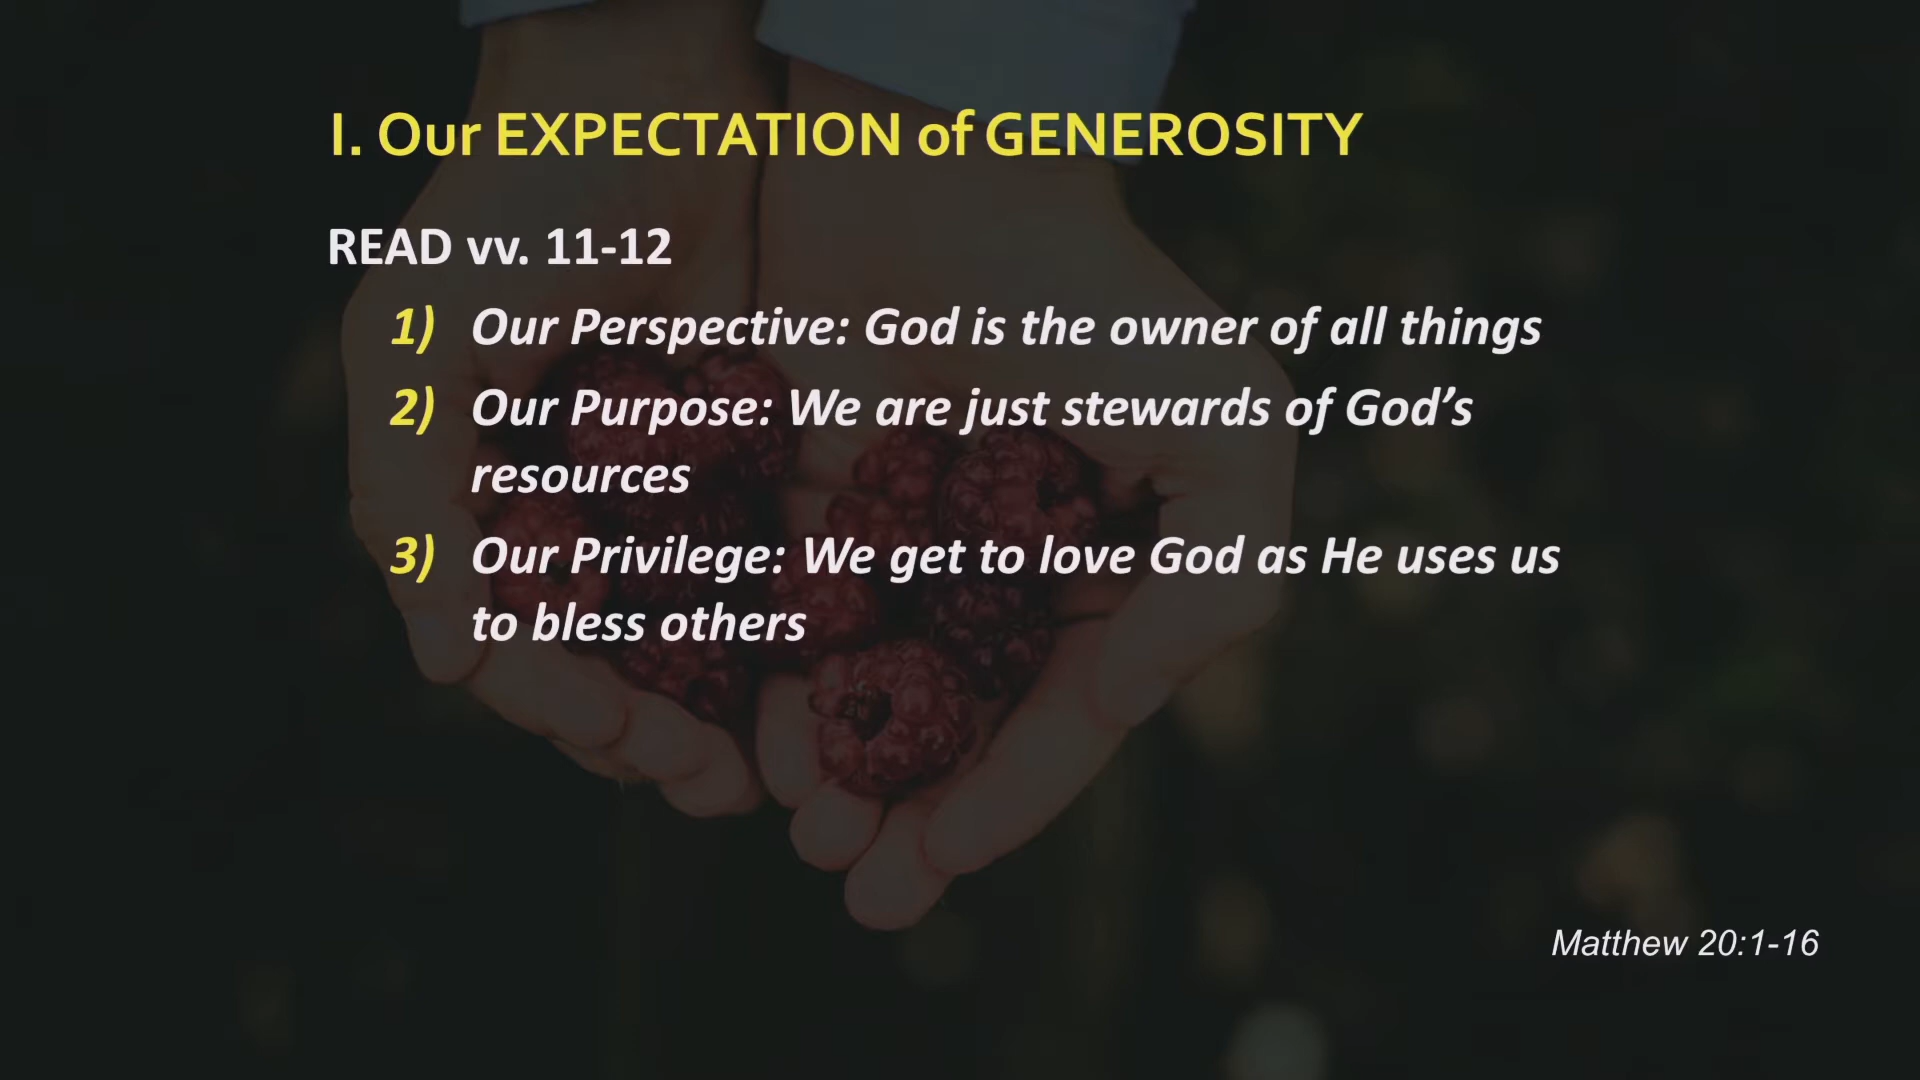 I. Our EXPECTATION of GENEROSITY
READ vv. 11-12
1) Our Perspective: God is the owner of all things
2) Our Purpose: We are just stewards of God’s
resources
3) Our Privilege: We get to love God as He uses us
to bless others
Matthew 20:1-16